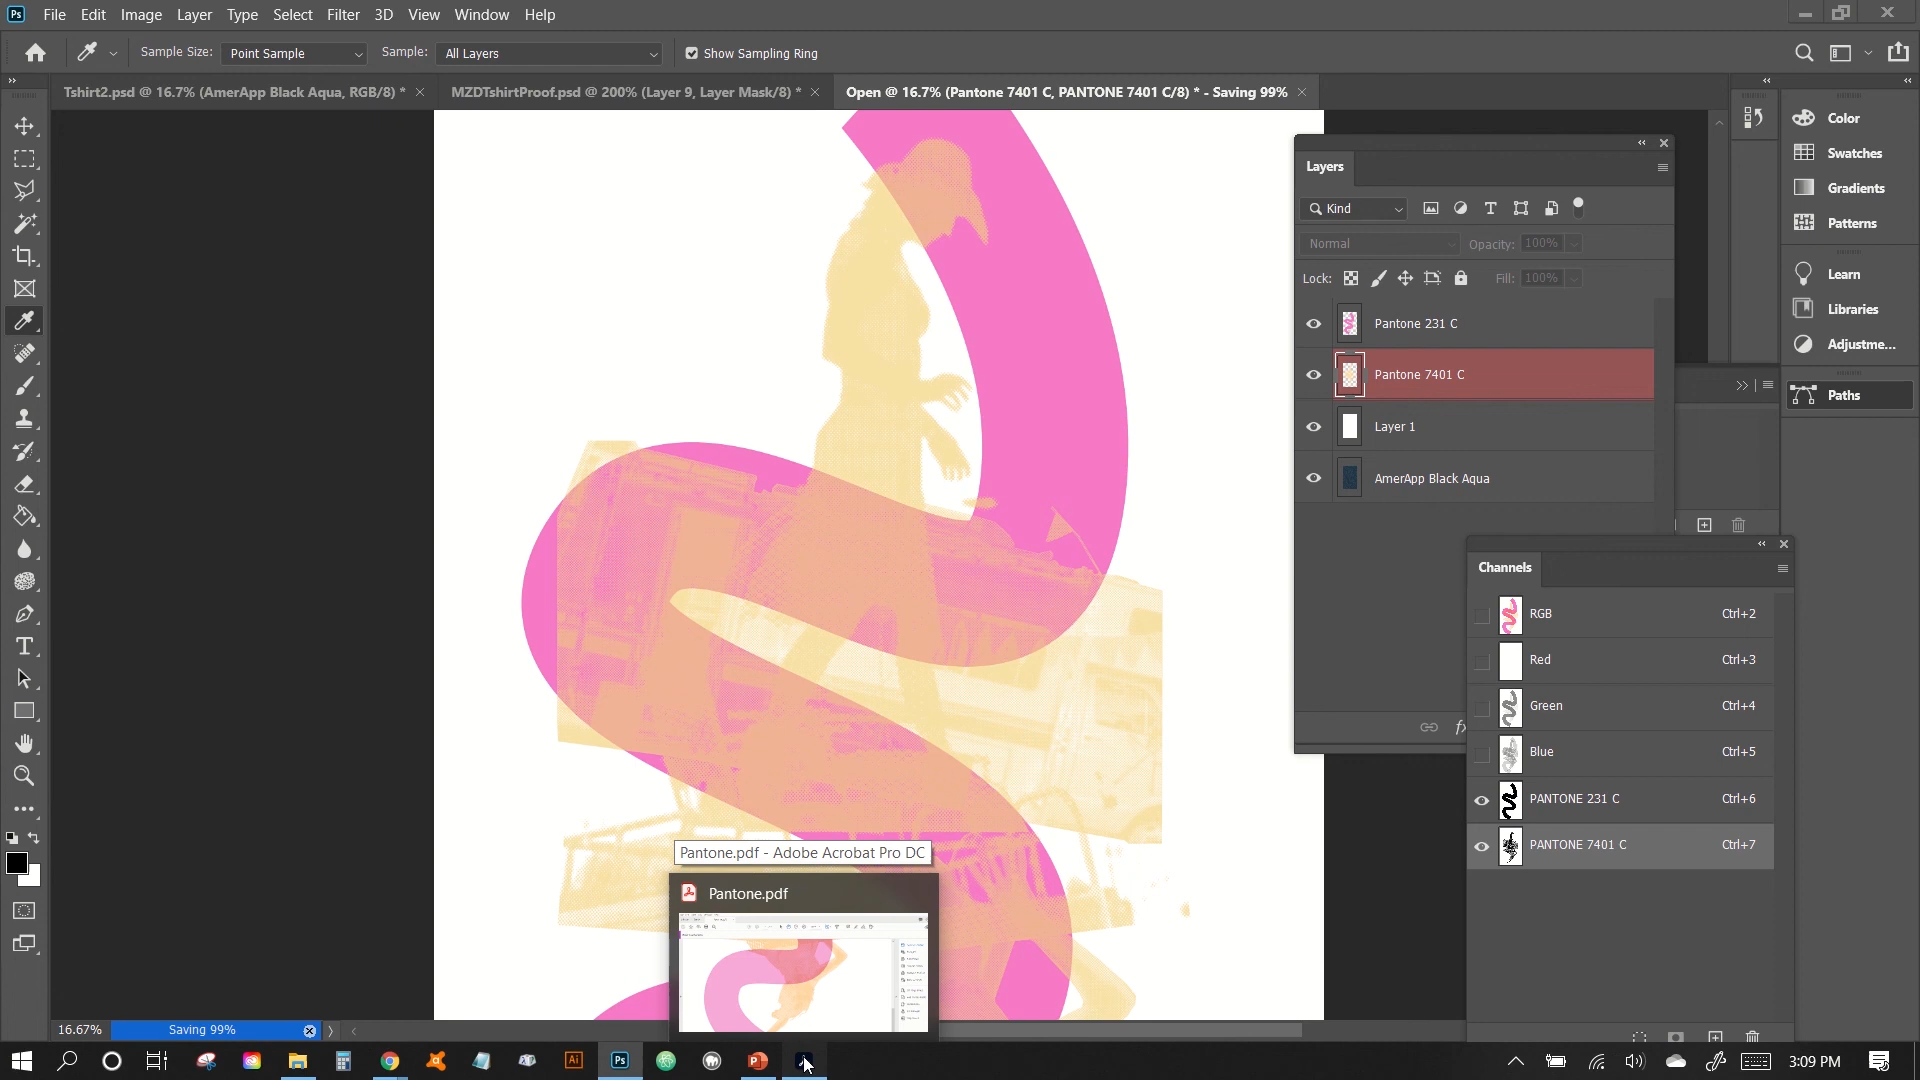 Ps File Edit Image Layer Type Select Filter 3D View Window Help
Sample Size: Point Sample Sample: All Layers Show Sampling Ring
Tshirt2.psd @ 16.7% (AmerApp Black Aqua, RGB/8) *
MZDTshirtProof.psd @ 200% (Layer 9, Layer Mask/8) *
Open @ 16.7% (Pantone 7401 C, PANTONE 7401 C/8) * - Saving 99%
Color
Swatches
Gradients
Patterns
Learn
Libraries
Adjustme...
Paths
Layers
Kind
Normal Opacity: 100%
Lock: Fill: 100%
Pantone 231 C
Pantone 7401 C
Layer 1
AmerApp Black Aqua
fx
Channels
RGB Ctrl+2
Red Ctrl+3
Green Ctrl+4
Blue Ctrl+5
PANTONE 231 C Ctrl+6
PANTONE 7401 C Ctrl+7
Pantone.pdf - Adobe Acrobat Pro DC
Pantone.pdf
16.67% Saving 99%
Ai Ps 3:09 PM